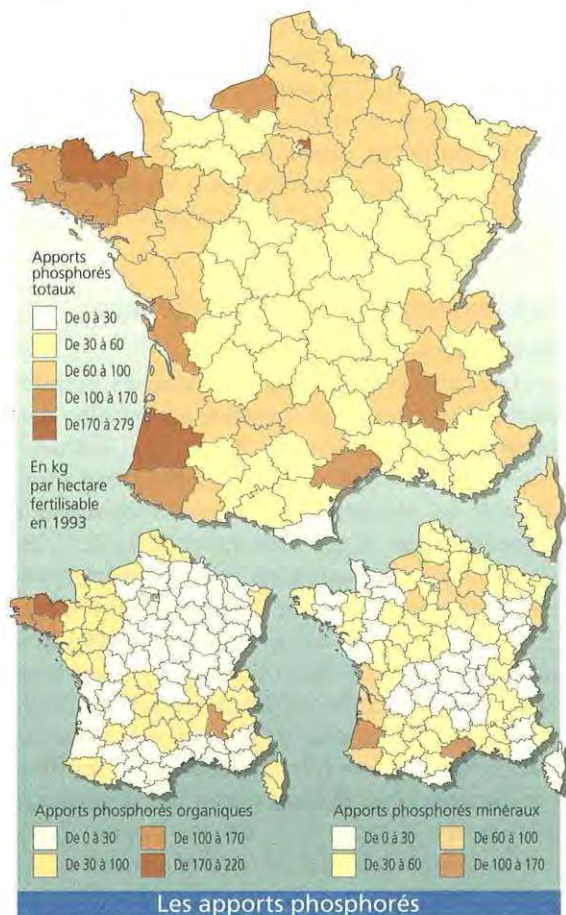 Apports
phosphorés
totaux
De 0 à 30
De 30 à 60
De 60 à 100
De 100 à 170
De170 à 279
En kg
par hectare
fertilisable
en 1993
Apports phosphorés organiques
De 0 à 30
De 30 à 100
De 100 à 170
De 170 à 220
Apports phosphorés minéraux
De 0 à 30
De 30 à 60
De 60 à 100
De 100 à 170
Les apports phosphorés